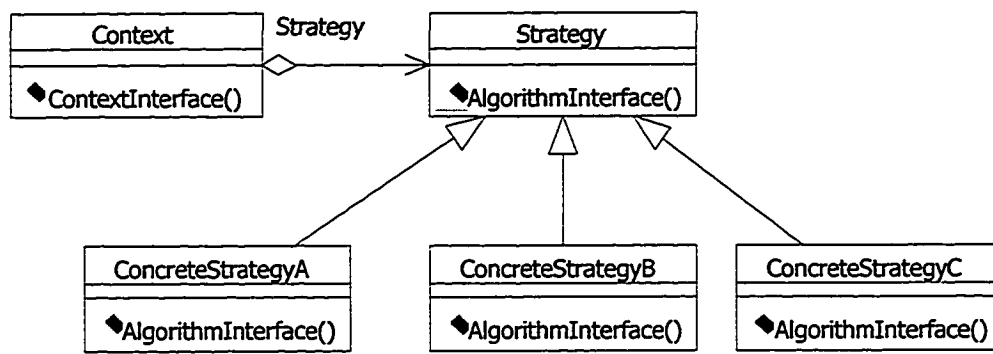 Context
Strategy
Strategy
ContextInterface()
AlgorithmInterface()
ConcreteStrategyA
ConcreteStrategyB
ConcreteStrategyC
AlgorithmInterface()
AlgorithmInterface()
AlgorithmInterface()